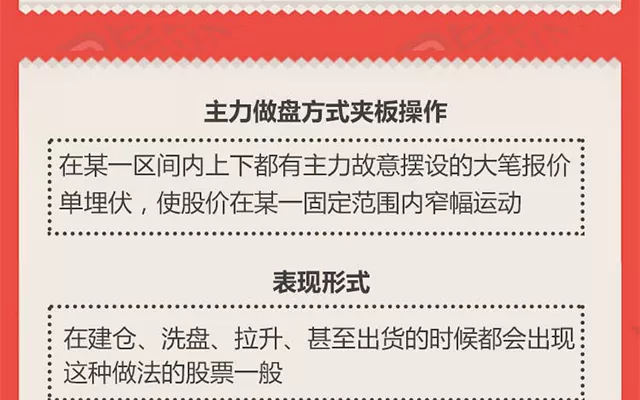 主力做盘方式夹板操作
在某一区间内上下都有主力故意摆设的大笔报价
单埋伏，使股价在某一固定范围内窄幅运动
表现形式
在建仓、洗盘、拉升、甚至出货的时候都会出现
这种做法的股票一般